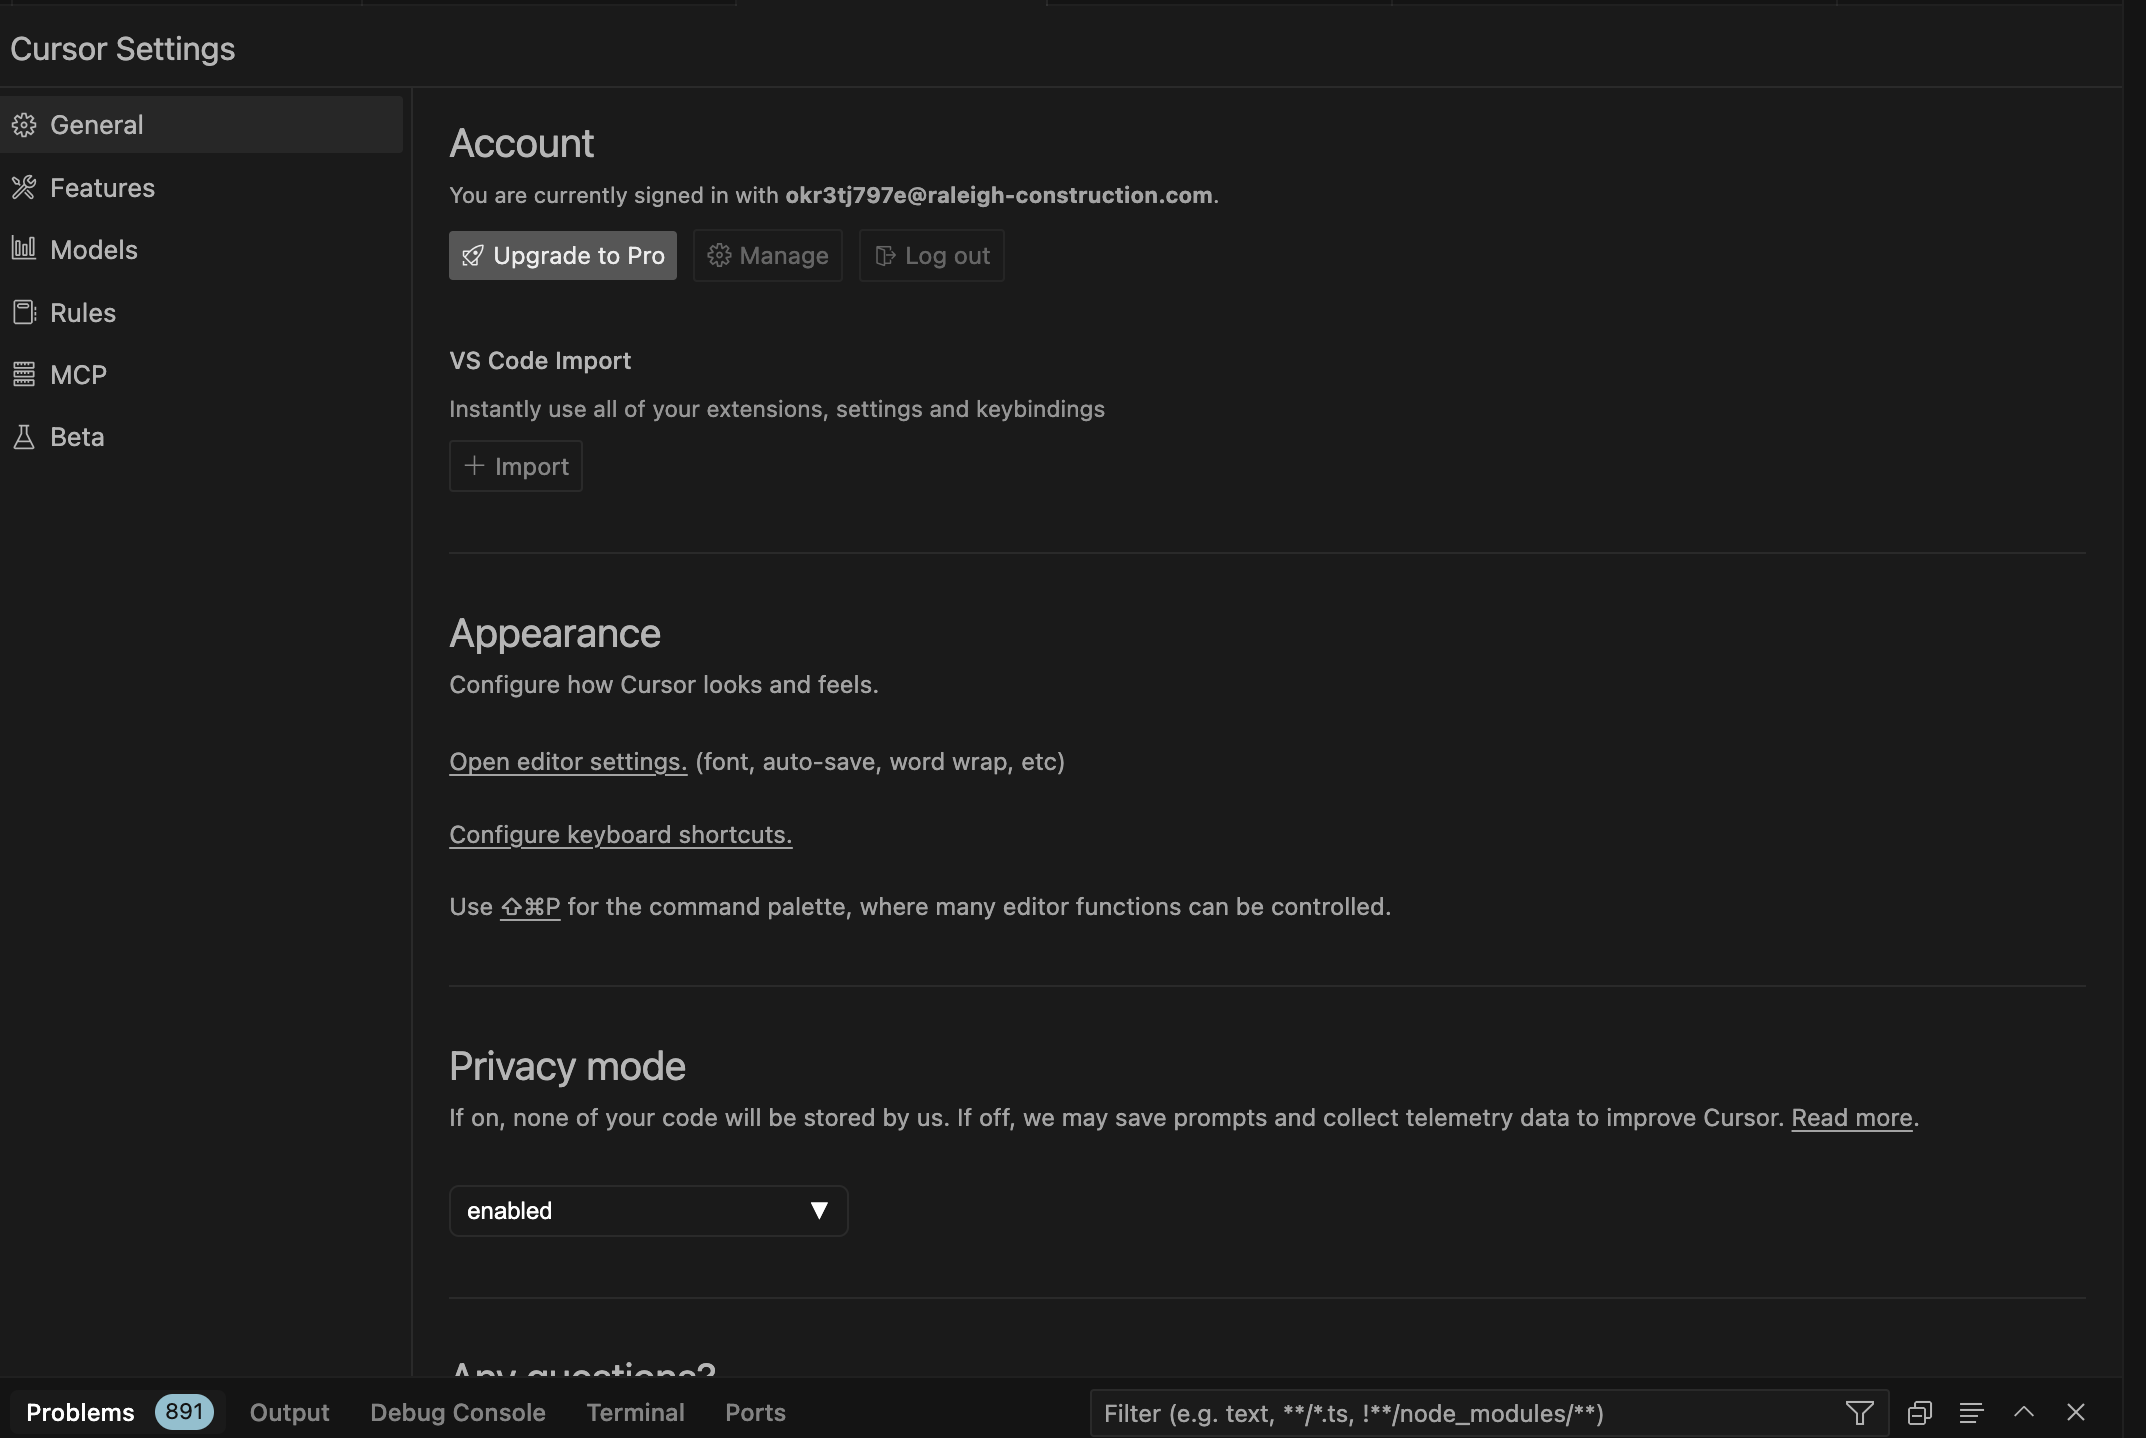 Cursor Settings
General
Features
Models
Rules
MCP
Beta
Account
You are currently signed in with okr3tj797e@raleigh-construction.com.
Upgrade to Pro
Manage
Log out
VS Code Import
Instantly use all of your extensions, settings and keybindings
+ Import
Appearance
Configure how Cursor looks and feels.
Open editor settings. (font, auto-save, word wrap, etc)
Configure keyboard shortcuts.
Use ⇧⌘P for the command palette, where many editor functions can be controlled.
Privacy mode
If on, none of your code will be stored by us. If off, we may save prompts and collect telemetry data to improve Cursor. Read more.
enabled
Any questions?
Problems 891 Output Debug Console Terminal Ports
Filter (e.g. text, **/*.ts, !**/node_modules/**)